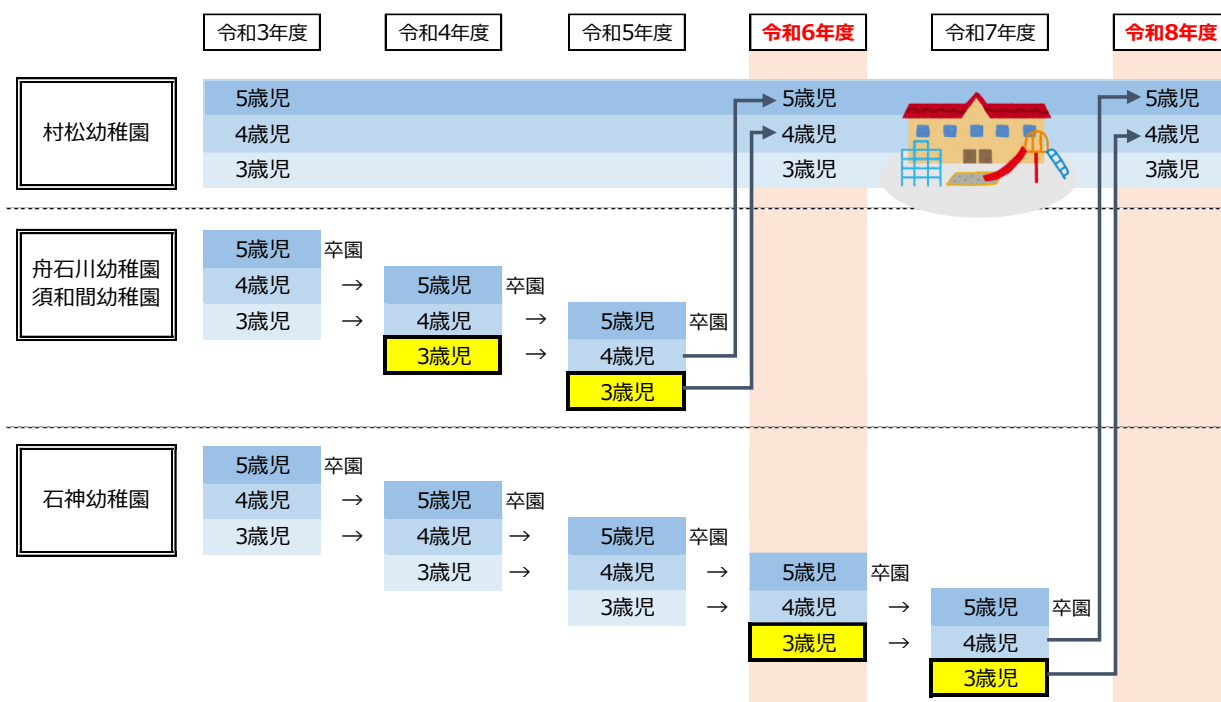 令和3年度 令和4年度 令和5年度 令和6年度 令和7年度 令和8年度
村松幼稚園
5歳児 5歳児 5歳児
4歳児 4歳児 4歳児
3歳児 3歳児 3歳児
舟石川幼稚園
須和間幼稚園
5歳児 卒園
4歳児 → 5歳児 卒園
3歳児 → 4歳児 → 5歳児 卒園
3歳児 → 4歳児
3歳児
石神幼稚園
5歳児 卒園
4歳児 → 5歳児 卒園
3歳児 → 4歳児 → 5歳児 卒園
3歳児 → 4歳児 → 5歳児 卒園
3歳児 → 4歳児 → 5歳児 卒園
3歳児 → 4歳児
3歳児